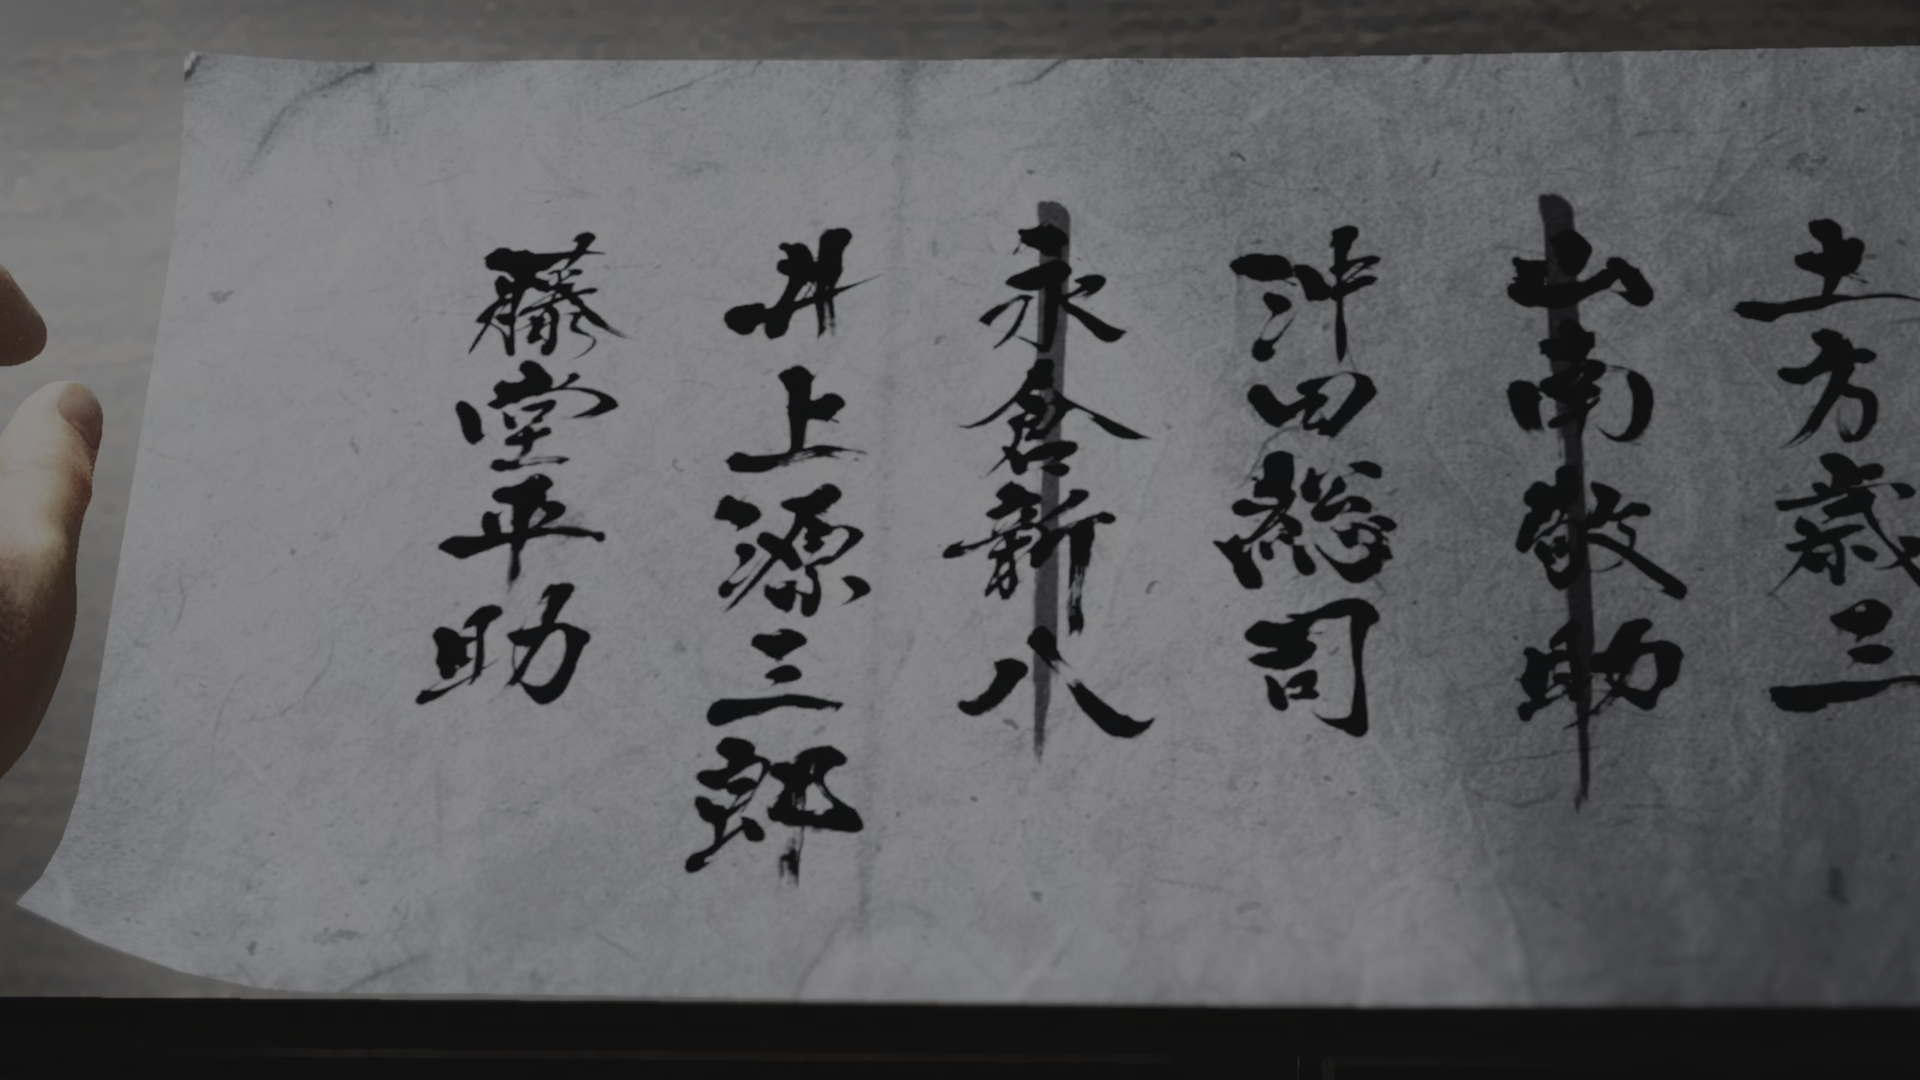 土方歳三
山南敬助
沖田総司
永倉新八
井上源三郎
藤堂平助